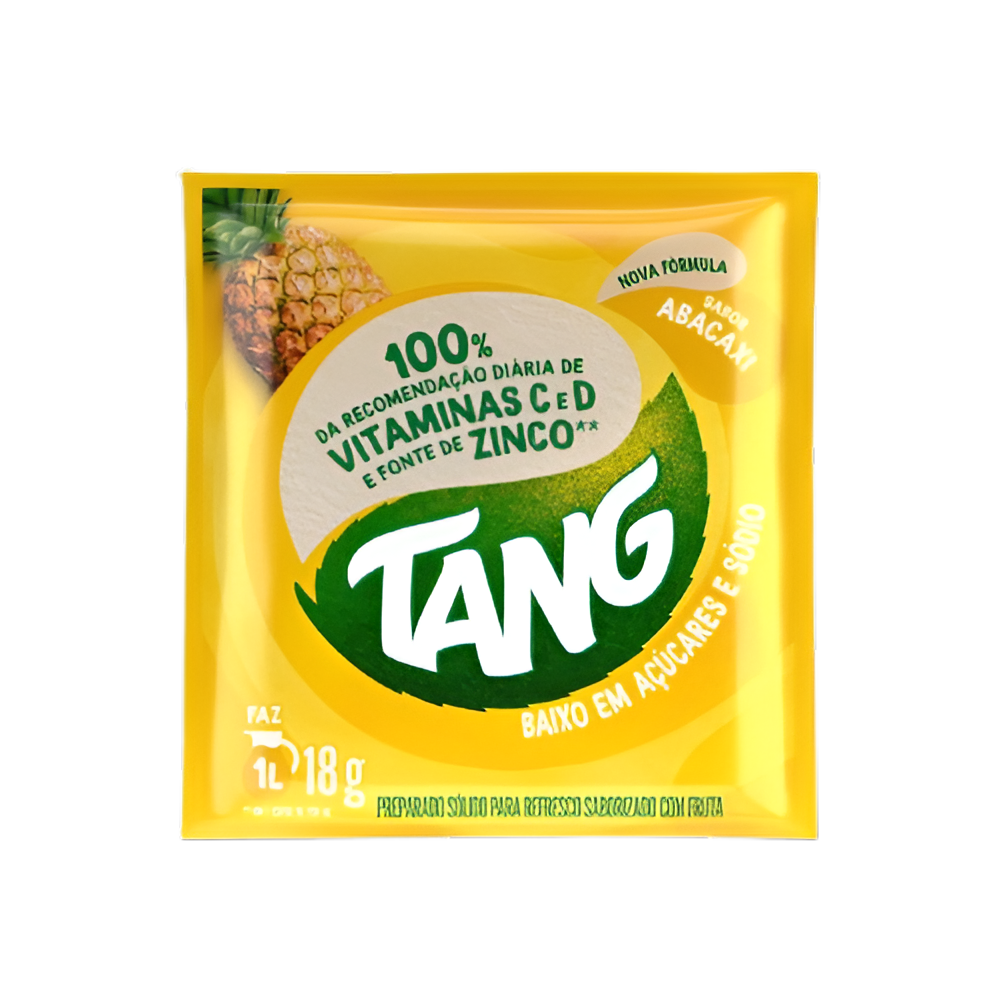 NOVA FÓRMULA
SABOR
ABACAXI
100%
DA RECOMENDAÇÃO DIÁRIA DE
VITAMINAS C E D
E FONTE DE ZINCO**
TANG
BAIXO EM AÇÚCARES E SÓDIO
FAZ
1L 18 g
PREPARADO SÓLIDO PARA REFRESCO SABORIZADO COM FRUTA